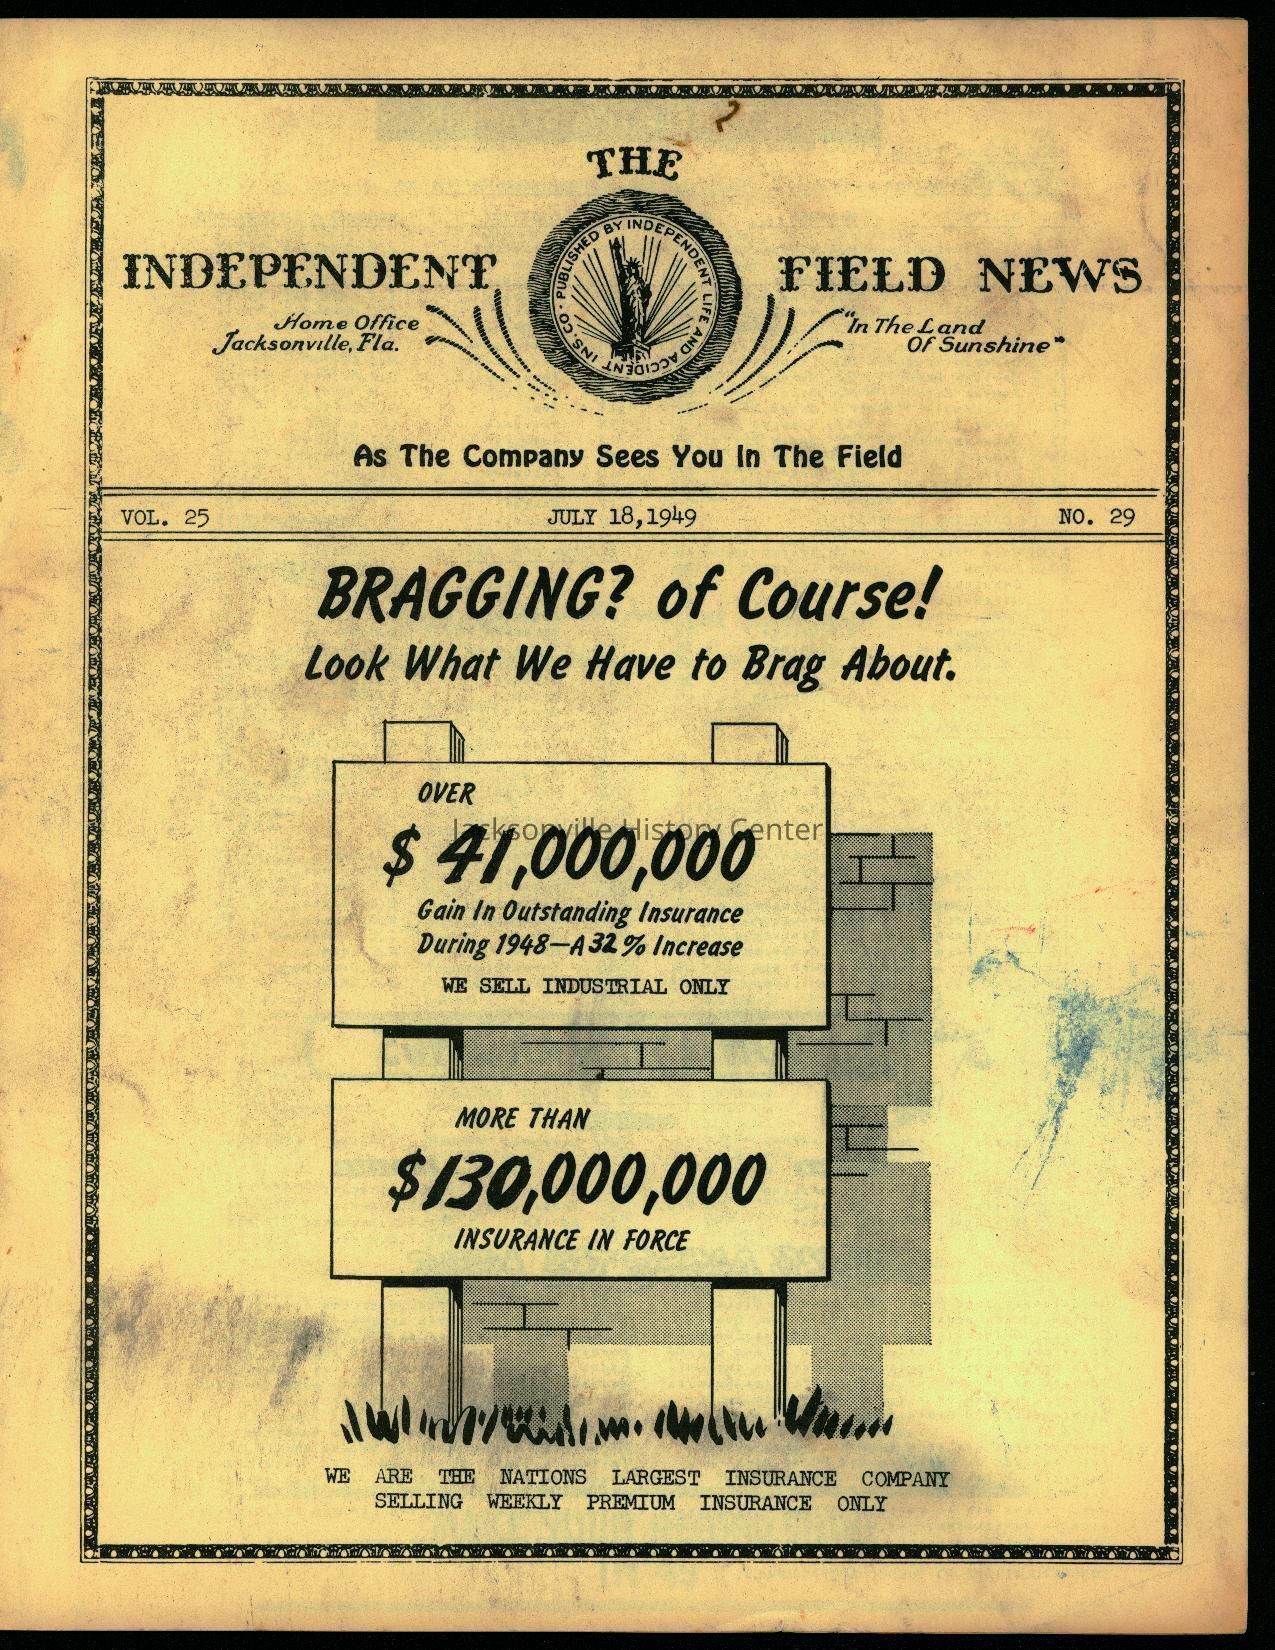 THE
INDEPENDENT FIELD NEWS
PUBLISHED BY INDEPENDENT LIFE AND ACCIDENT INS. CO.
Home Office
Jacksonville, Fla.
"In The Land
Of Sunshine"
As The Company Sees You In The Field
VOL. 25 JULY 18,1949 NO. 29
BRAGGING? of Course!
Look What We Have to Brag About.
OVER
Jacksonville History Center
$ 41,000,000
Gain In Outstanding Insurance
During 1948—A 32% Increase
WE SELL INDUSTRIAL ONLY
MORE THAN
$130,000,000
INSURANCE IN FORCE
WE ARE THE NATIONS LARGEST INSURANCE COMPANY
SELLING WEEKLY PREMIUM INSURANCE ONLY